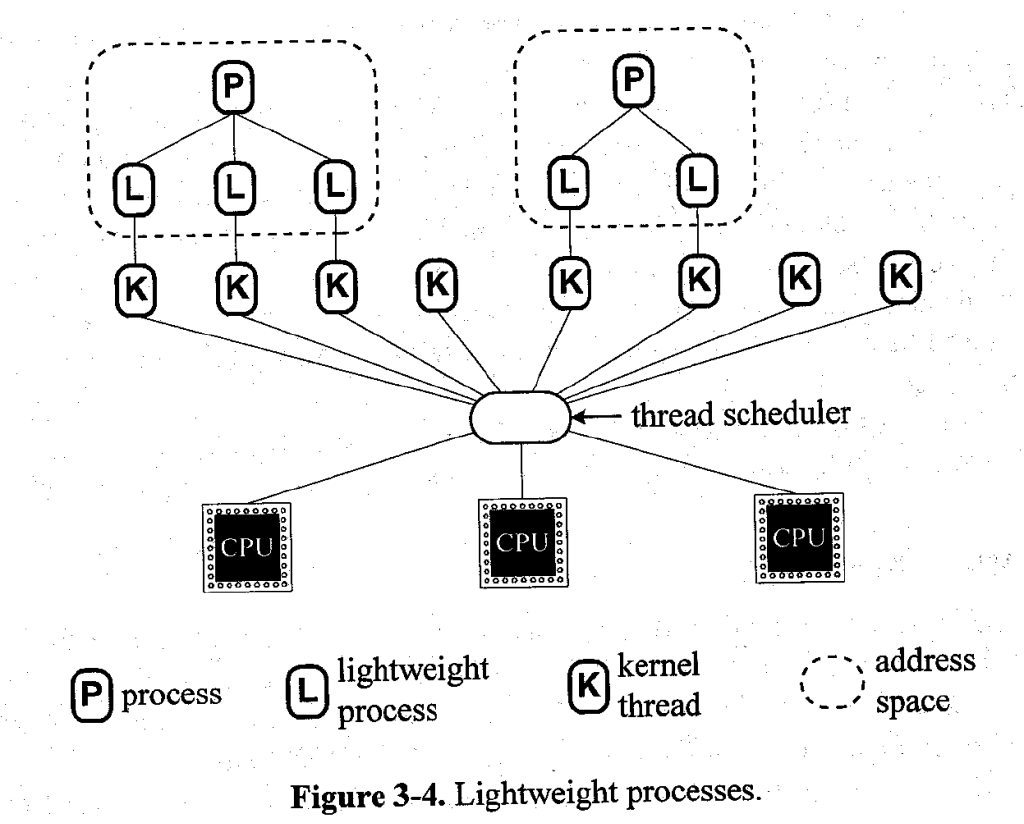 P
P
L
L
L
L
L
K
K
K
K
K
K
K
K
thread scheduler
CPU
CPU
CPU
P process
L lightweight process
K kernel thread
address space
Figure 3-4. Lightweight processes.